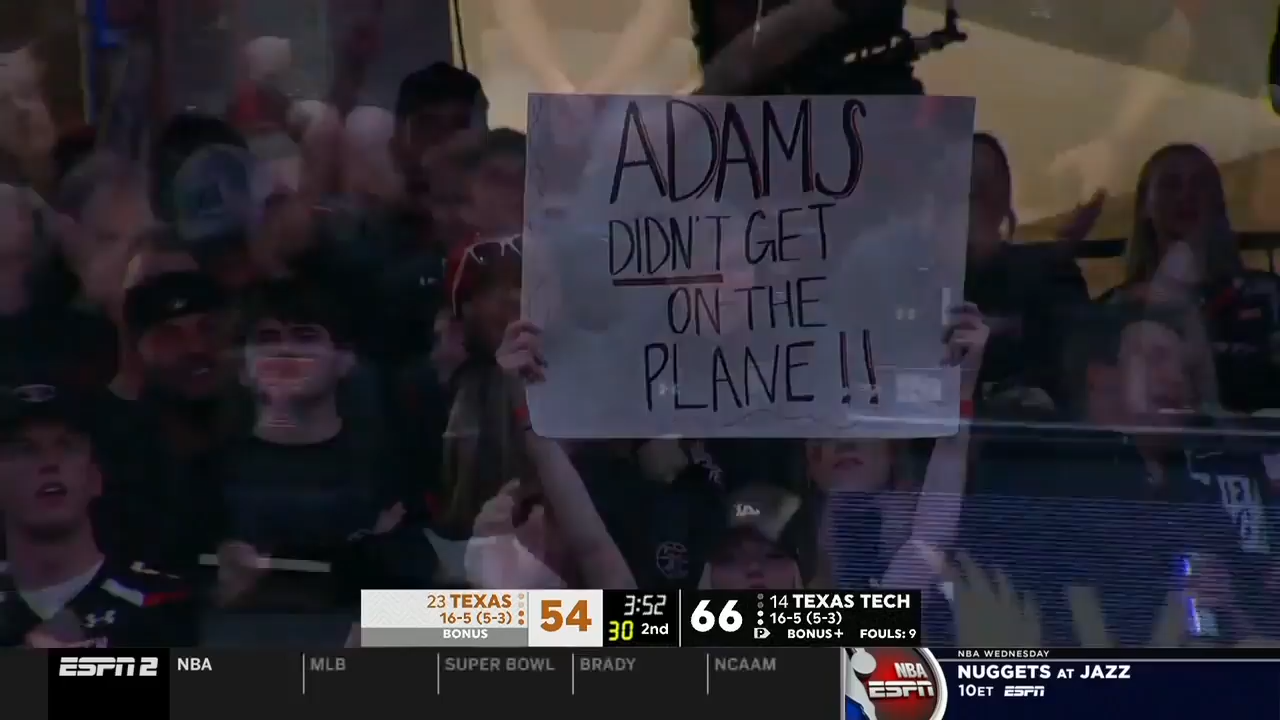 ADAMS
DIDN'T GET
ON THE
PLANE!!
LA
23 TEXAS
16-5 (5-3)
BONUS
54
3:52
30 2nd
66
14 TEXAS TECH
16-5 (5-3)
P BONUS+ FOULS: 9
ESPN2
NBA
MLB
SUPER BOWL
BRADY
NCAAM
NBA
ESPN
NBA WEDNESDAY
NUGGETS AT JAZZ
10ET ESPN